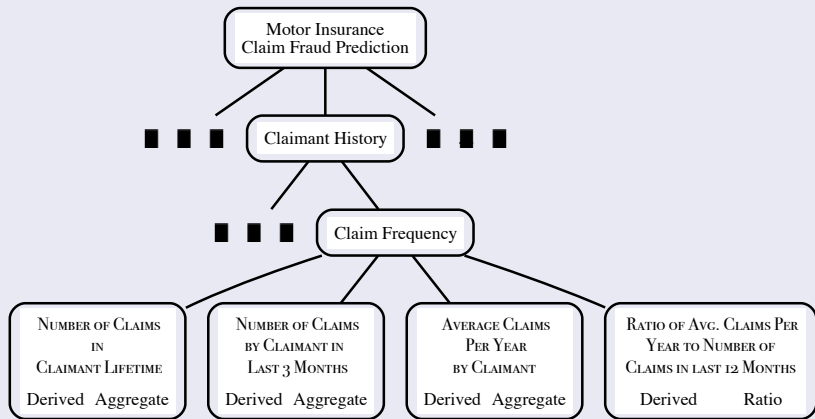 Motor Insurance
Claim Fraud Prediction
Claimant History
Claim Frequency
Number of Claims
in
Claimant Lifetime
Derived Aggregate
Number of Claims
by Claimant in
Last 3 Months
Derived Aggregate
Average Claims
Per Year
by Claimant
Derived Aggregate
Ratio of Avg. Claims Per
Year to Number of
Claims in last 12 Months
Derived Ratio